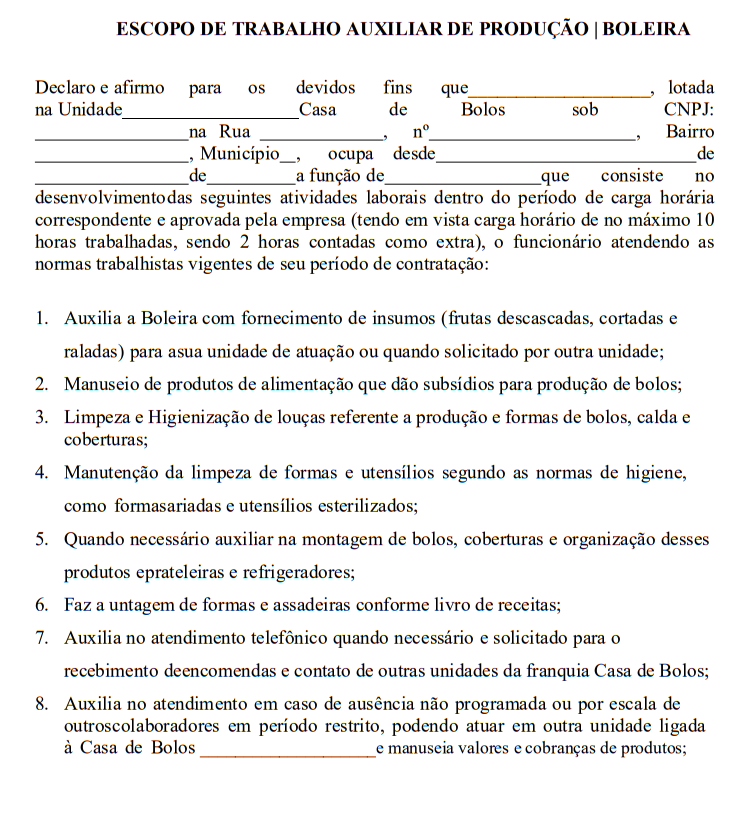 ESCOPO DE TRABALHO AUXILIAR DE PRODUÇÃO | BOLEIRA
Declaro e afirmo para os devidos fins que___________________, lotada
na Unidade___________________Casa de Bolos sob CNPJ:
________________na Rua _____________, nº______________________, Bairro
________________, Município__, ocupa desde___________________________de
________________de_________a função de________________que consiste no
desenvolvimentodas seguintes atividades laborais dentro do período de carga horária
correspondente e aprovada pela empresa (tendo em vista carga horário de no máximo 10
horas trabalhadas, sendo 2 horas contadas como extra), o funcionário atendendo as
normas trabalhistas vigentes de seu período de contratação:
1. Auxilia a Boleira com fornecimento de insumos (frutas descascadas, cortadas e
raladas) para asua unidade de atuação ou quando solicitado por outra unidade;
2. Manuseio de produtos de alimentação que dão subsídios para produção de bolos;
3. Limpeza e Higienização de louças referente a produção e formas de bolos, calda e
coberturas;
4. Manutenção da limpeza de formas e utensílios segundo as normas de higiene,
como formasariadas e utensílios esterilizados;
5. Quando necessário auxiliar na montagem de bolos, coberturas e organização desses
produtos eprateleiras e refrigeradores;
6. Faz a untagem de formas e assadeiras conforme livro de receitas;
7. Auxilia no atendimento telefônico quando necessário e solicitado para o
recebimento deencomendas e contato de outras unidades da franquia Casa de Bolos;
8. Auxilia no atendimento em caso de ausência não programada ou por escala de
outroscolaboradores em período restrito, podendo atuar em outra unidade ligada
à Casa de Bolos ___________________e manuseia valores e cobranças de produtos;